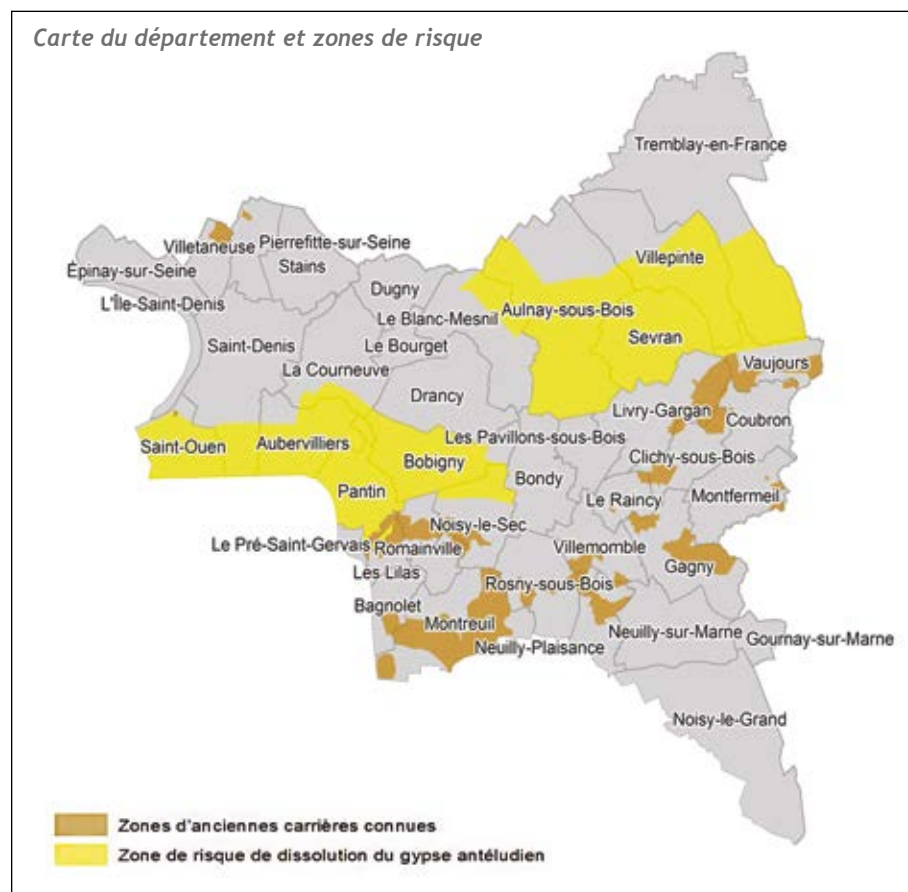 Carte du département et zones de risque
Tremblay-en-France
Villetaneuse
Pierrefitte-sur-Seine
Villepinte
Épinay-sur-Seine
Stains
Dugny
L'Île-Saint-Denis
Aulnay-sous-Bois
Le Blanc-Mesnil
Sevran
Saint-Denis
Le Bourget
Vaujours
La Courneuve
Drancy
Livry-Gargan
Coubron
Saint-Ouen
Aubervilliers
Les Pavillons-sous-Bois
Bobigny
Clichy-sous-Bois
Bondy
Pantin
Le Raincy
Montfermeil
Noisy-le-Sec
Le Pré-Saint-Gervais
Romainville
Villemomble
Gagny
Les Lilas
Rosny-sous-Bois
Bagnolet
Montreuil
Neuilly-sur-Marne
Gournay-sur-Marne
Neuilly-Plaisance
Noisy-le-Grand
Zones d'anciennes carrières connues
Zone de risque de dissolution du gypse antéludien